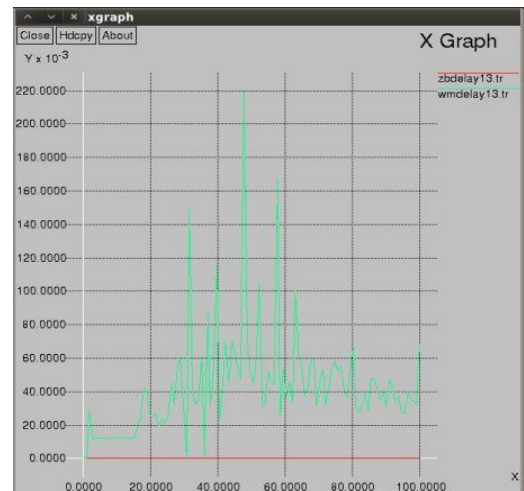 xgraph
Close Hdcpy About
X Graph
Y x 10-3
zbdelay13.tr
wmdelay13.tr
220.0000
200.0000
180.0000
160.0000
140.0000
120.0000
100.0000
80.0000
60.0000
40.0000
20.0000
0.0000
X
0.0000 20.0000 40.0000 60.0000 80.0000 100.0000